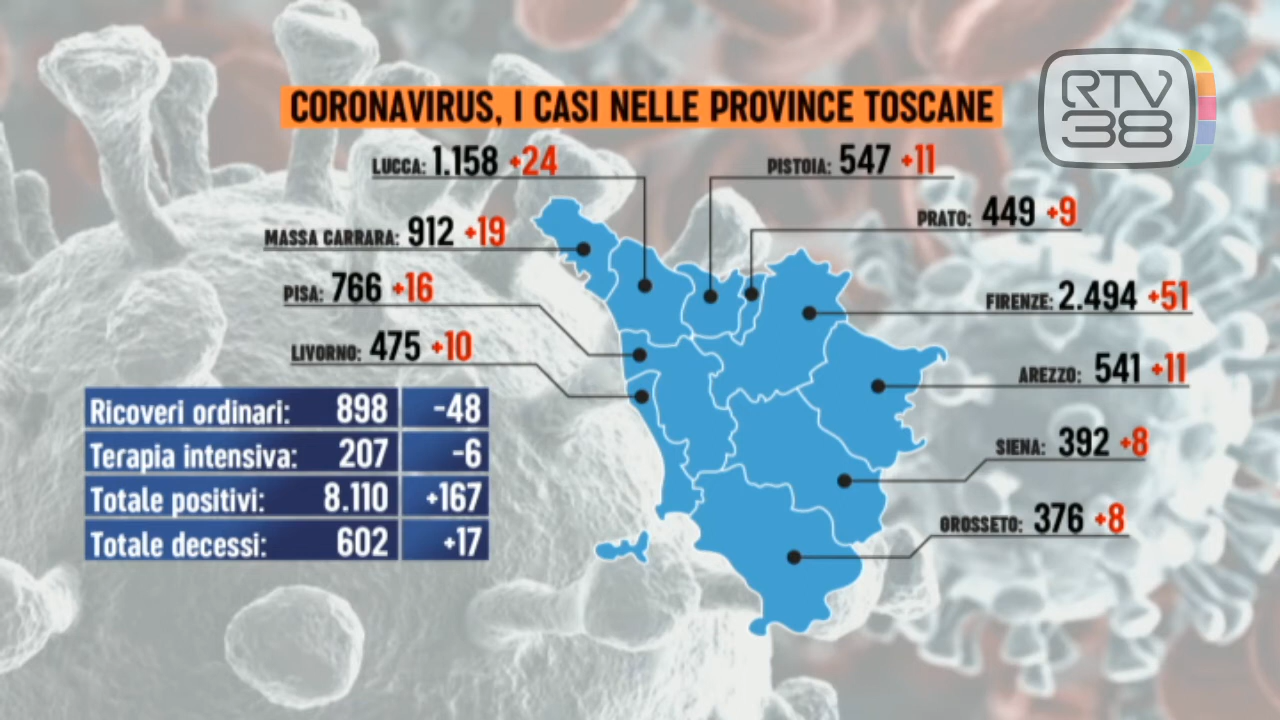 CORONAVIRUS, I CASI NELLE PROVINCE TOSCANE
RTV
38
LUCCA: 1.158 +24
PISTOIA: 547 +11
MASSA CARRARA: 912 +19
PRATO: 449 +9
PISA: 766 +16
FIRENZE: 2.494 +51
LIVORNO: 475 +10
AREZZO: 541 +11
SIENA: 392 +8
GROSSETO: 376 +8
Ricoveri ordinari: 898 -48
Terapia intensiva: 207 -6
Totale positivi: 8.110 +167
Totale decessi: 602 +17